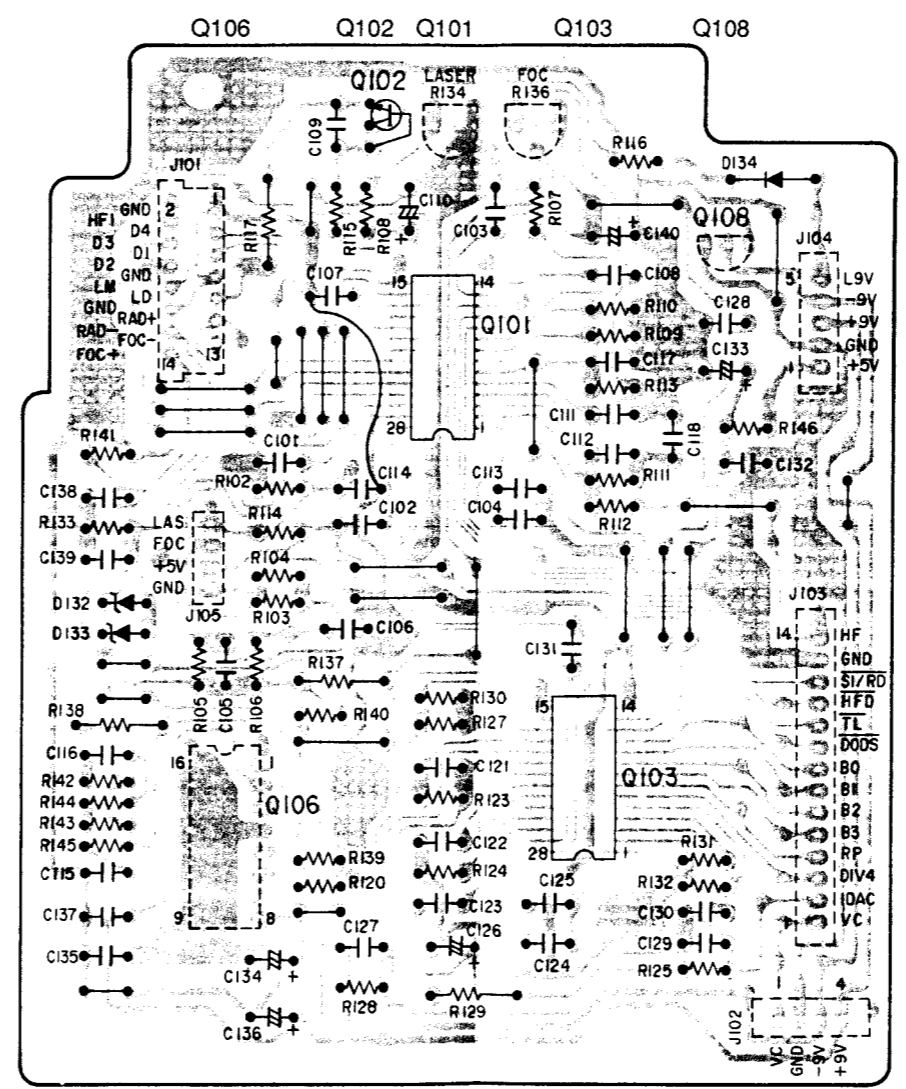 Q106 Q102 Q101 Q103 Q108
Q102 LASER FOC
R134 R136
C109
R116
D134
J101
HF1 GND 2 1
D3 D4
D2 D1
LM GND
GND LD
RAD- RAD+
FOC+ FOC-
14 13
R117
R115
R108
C110
+
C103
R107
+
C140
Q108
J104
5 L9V
-9V
+9V
GND
1 +5V
C107
C108
15 14
Q101
28 1
R110
R109
C117
R113
C111
C112
C118
R111
R112
C128
C133
+
R146
C132
R141
C138
R133
C139
D132
D133
C101
R102
R114
R104
R103
C114
C102
C106
C113
C104
LAS
FOC
+5V
GND
J105
R105
C105
R106
R137
R140
R130
R127
C131
J103
14 HF
GND
S1/RD
HFD
TL
DODS
B0
B1
B2
B3
RP
DIV4
IDAC
1 VC
R138
C116
R142
R144
R143
R145
C115
C137
C135
16 1
Q106
9 8
C121
R123
C122
R124
C123
15 14
Q103
28 1
R139
R120
C127
C126
+
R128
R129
C134
+
C136
+
C125
C124
R131
R132
C130
C129
R125
J102
4
VC
GND
-9V
+9V